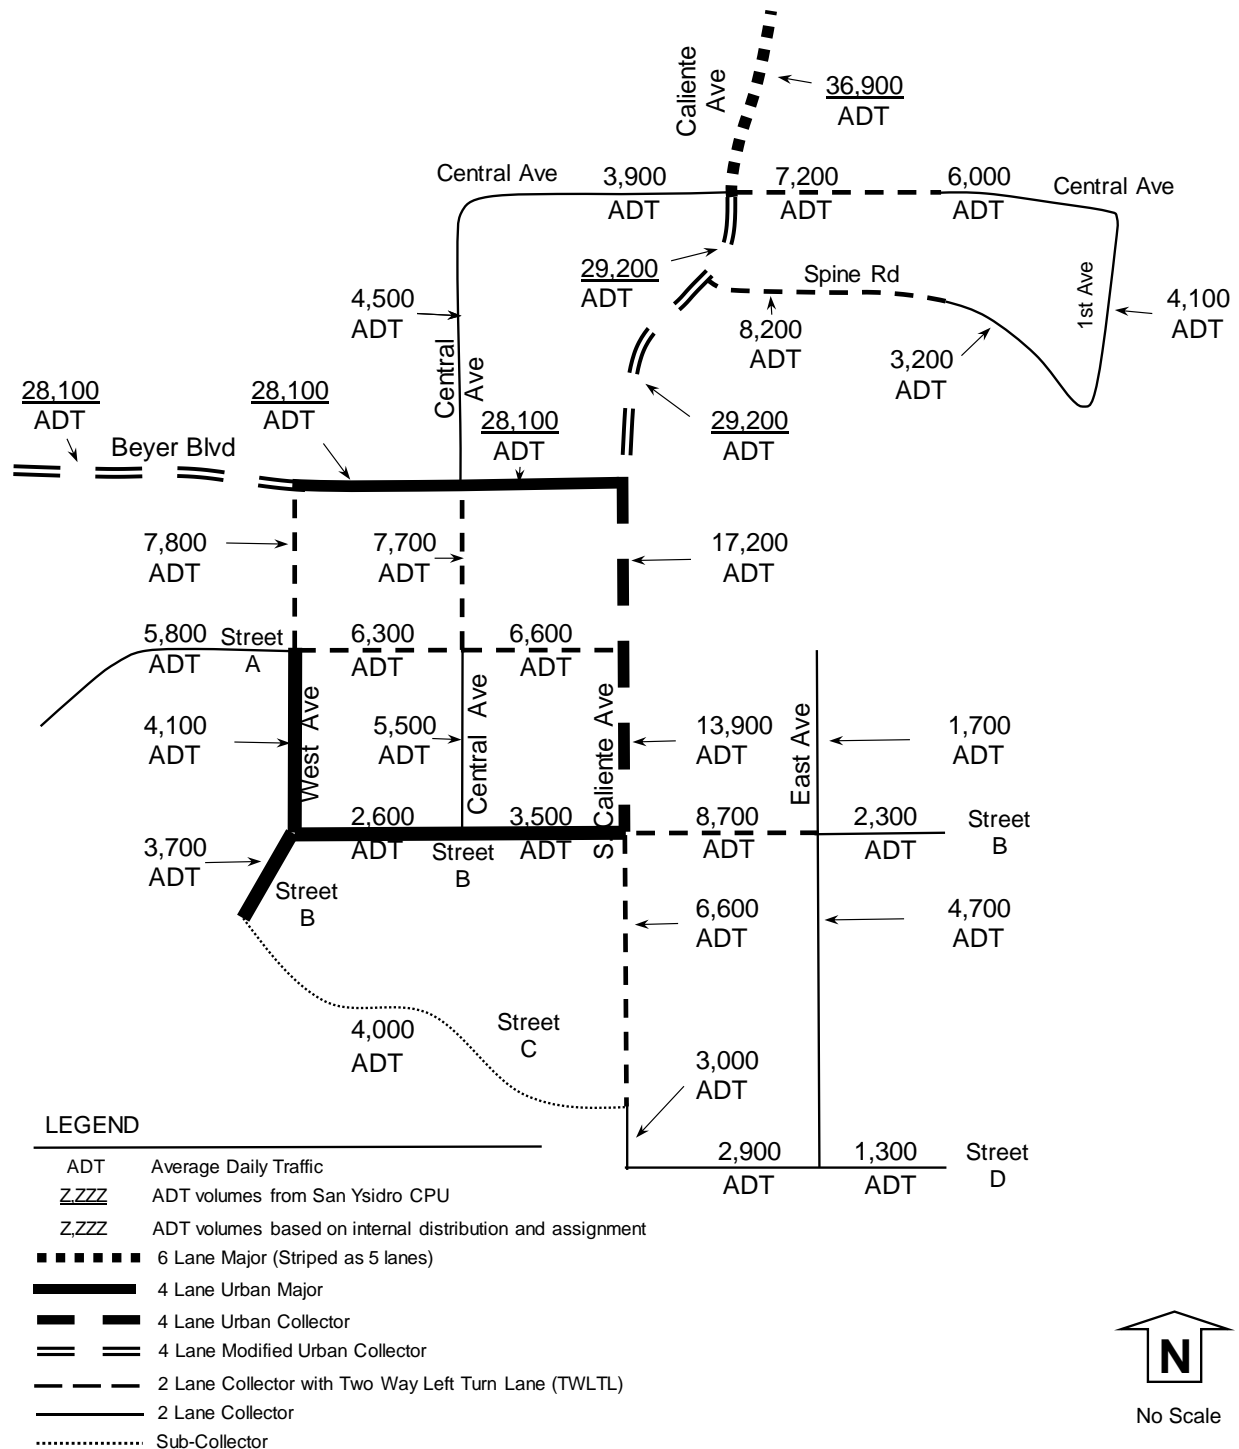 Caliente
Ave
36,900
ADT
Central Ave
3,900
ADT
7,200
ADT
6,000
ADT
Central Ave
29,200
ADT
Spine Rd
1st Ave
4,100
ADT
4,500
ADT
8,200
ADT
3,200
ADT
Central
Ave
28,100
ADT
28,100
ADT
28,100
ADT
29,200
ADT
Beyer Blvd
7,800
ADT
7,700
ADT
17,200
ADT
5,800
ADT
Street
A
6,300
ADT
6,600
ADT
4,100
ADT
West Ave
5,500
ADT
Central Ave
S. Caliente Ave
13,900
ADT
East Ave
1,700
ADT
2,600
ADT
Street
B
3,500
ADT
8,700
ADT
2,300
ADT
Street
B
3,700
ADT
Street
B
6,600
ADT
4,700
ADT
4,000
ADT
Street
C
3,000
ADT
2,900
ADT
1,300
ADT
Street
D
LEGEND
ADT Average Daily Traffic
Z,ZZZ ADT volumes from San Ysidro CPU
Z,ZZZ ADT volumes based on internal distribution and assignment
6 Lane Major (Striped as 5 lanes)
4 Lane Urban Major
4 Lane Urban Collector
4 Lane Modified Urban Collector
2 Lane Collector with Two Way Left Turn Lane (TWLTL)
2 Lane Collector
Sub-Collector
N
No Scale